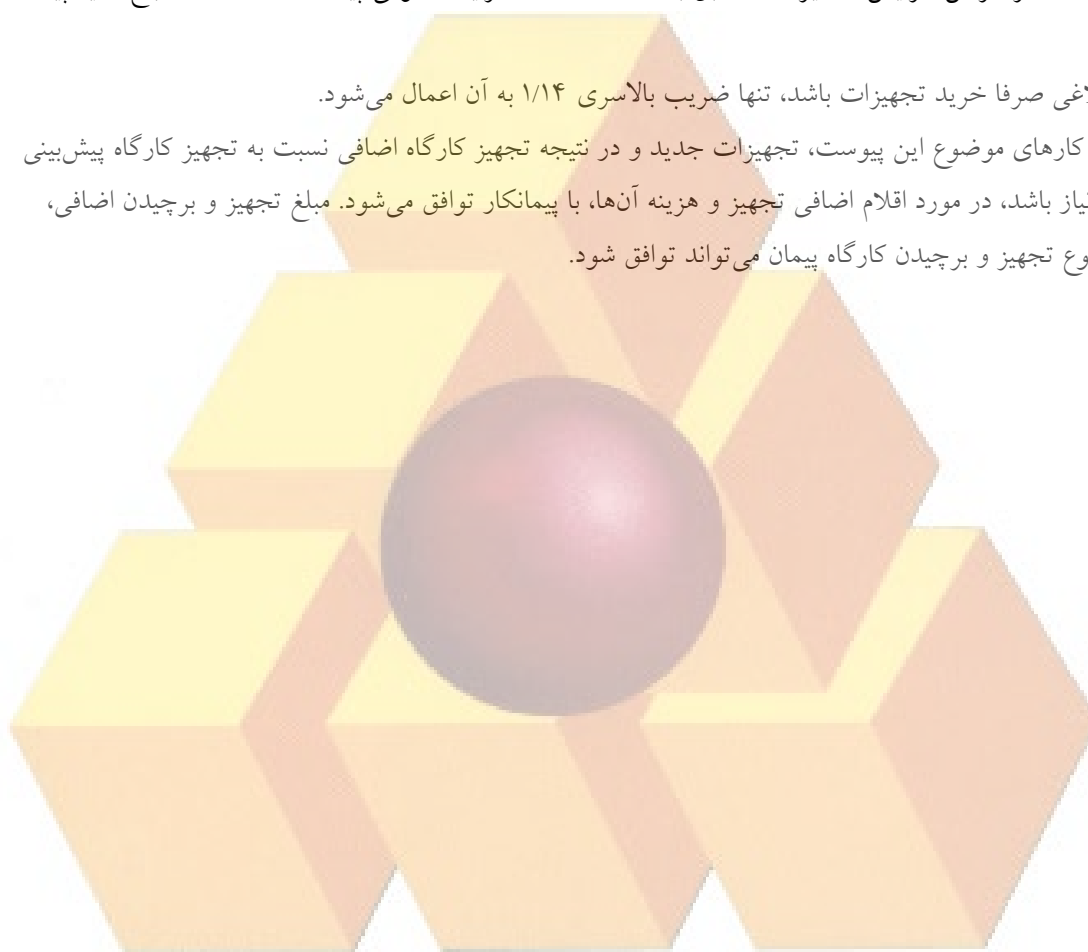 صرفا خرید تجهیزات باشد، تنها ضریب بالاسری ۱/۱۴ به آن اعمال می‌شود.
کارهای موضوع این پیوست، تجهیزات جدید و در نتیجه تجهیز کارگاه اضافی نسبت به تجهیز کارگاه پیش‌بینی
باشد، در مورد اقلام اضافی تجهیز و هزینه آن‌ها، با پیمانکار توافق می‌شود. مبلغ تجهیز و برچیدن اضافی،
تجهیز و برچیدن کارگاه پیمان می‌تواند توافق شود.